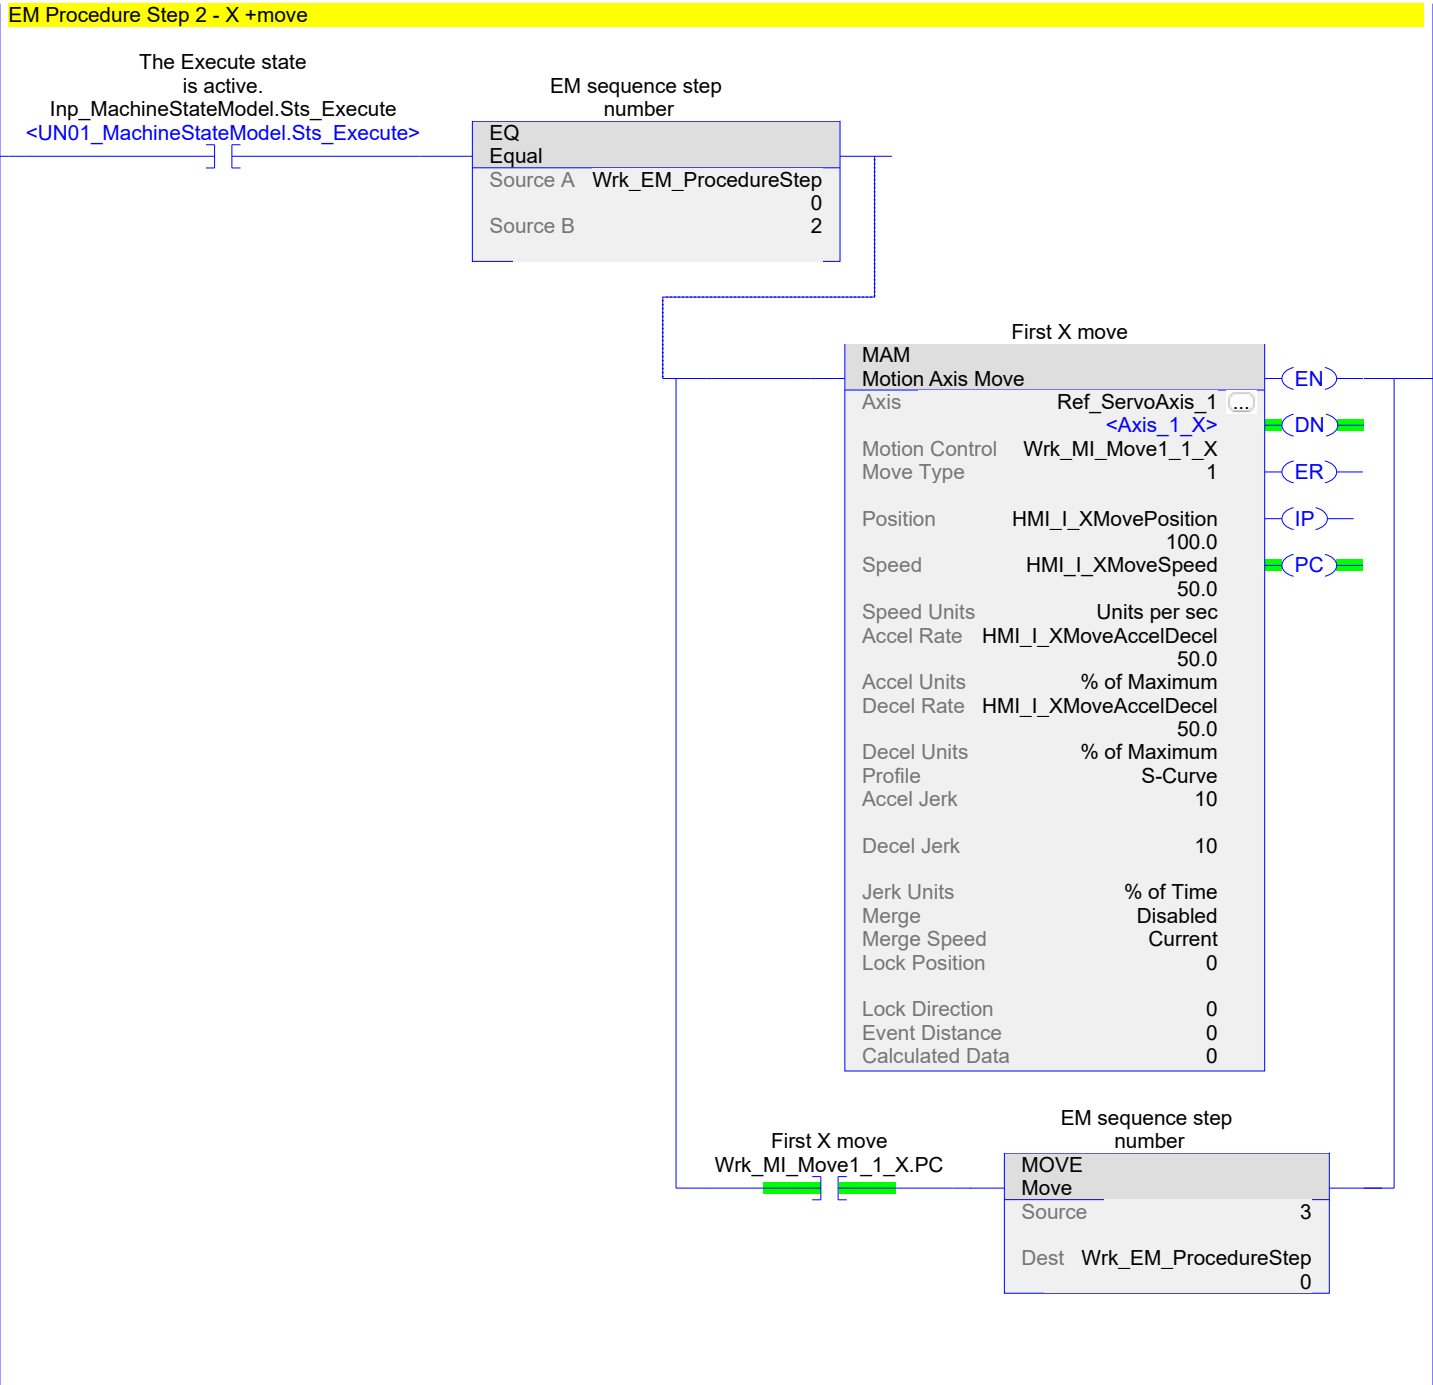 EM Procedure Step 2 - X +move
The Execute state
is active.
Inp_MachineStateModel.Sts_Execute
<UN01_MachineStateModel.Sts_Execute>
EM sequence step
number
EQ
Equal
Source A Wrk_EM_ProcedureStep
0
Source B 2
First X move
MAM
Motion Axis Move
Axis Ref_ServoAxis_1 ...
<Axis_1_X>
Motion Control Wrk_MI_Move1_1_X
Move Type 1
Position HMI_I_XMovePosition
100.0
Speed HMI_I_XMoveSpeed
50.0
Speed Units Units per sec
Accel Rate HMI_I_XMoveAccelDecel
50.0
Accel Units % of Maximum
Decel Rate HMI_I_XMoveAccelDecel
50.0
Decel Units % of Maximum
Profile S-Curve
Accel Jerk 10
Decel Jerk 10
Jerk Units % of Time
Merge Disabled
Merge Speed Current
Lock Position 0
Lock Direction 0
Event Distance 0
Calculated Data 0
EN
DN
ER
IP
PC
First X move
Wrk_MI_Move1_1_X.PC
EM sequence step
number
MOVE
Move
Source 3
Dest Wrk_EM_ProcedureStep
0